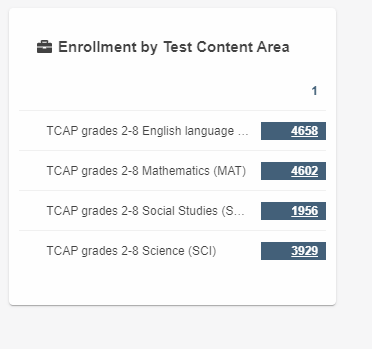 Enrollment by Test Content Area
1
TCAP grades 2-8 English language ... 4658
TCAP grades 2-8 Mathematics (MAT) 4602
TCAP grades 2-8 Social Studies (S... 1956
TCAP grades 2-8 Science (SCI) 3929